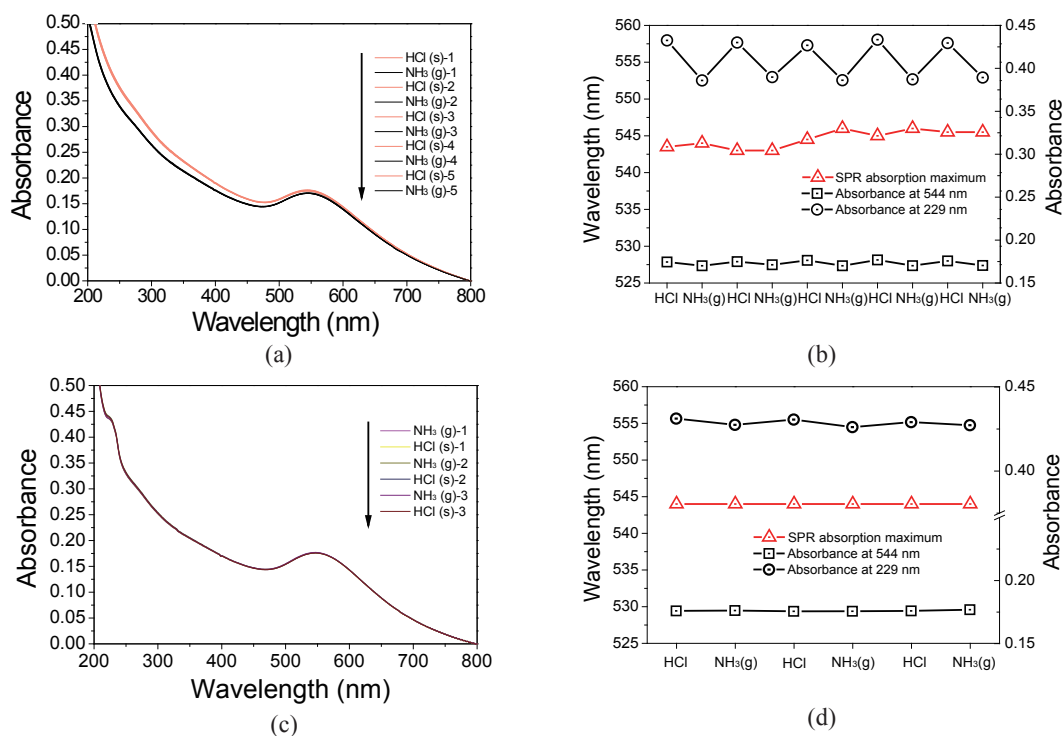 0.50
0.45
0.40
0.35
0.30
0.25
0.20
0.15
0.10
0.05
0.00
Absorbance
200 300 400 500 600 700 800
Wavelength (nm)
HCl (s)-1
NH₃ (g)-1
HCl (s)-2
NH₃ (g)-2
HCl (s)-3
NH₃ (g)-3
HCl (s)-4
NH₃ (g)-4
HCl (s)-5
NH₃ (g)-5
(a)
560
555
550
545
540
535
530
525
Wavelength (nm)
SPR absorption maximum
Absorbance at 544 nm
Absorbance at 229 nm
0.45
0.40
0.35
0.30
0.25
0.20
0.15
Absorbance
HCl NH₃(g) HCl NH₃(g) HCl NH₃(g) HCl NH₃(g) HCl NH₃(g)
(b)
0.50
0.45
0.40
0.35
0.30
0.25
0.20
0.15
0.10
0.05
0.00
Absorbance
200 300 400 500 600 700 800
Wavelength (nm)
NH₃ (g)-1
HCl (s)-1
NH₃ (g)-2
HCl (s)-2
NH₃ (g)-3
HCl (s)-3
(c)
560
555
550
545
540
535
530
525
Wavelength (nm)
SPR absorption maximum
Absorbance at 544 nm
Absorbance at 229 nm
0.45
0.40
0.20
0.15
Absorbance
HCl NH₃(g) HCl NH₃(g) HCl NH₃(g)
(d)